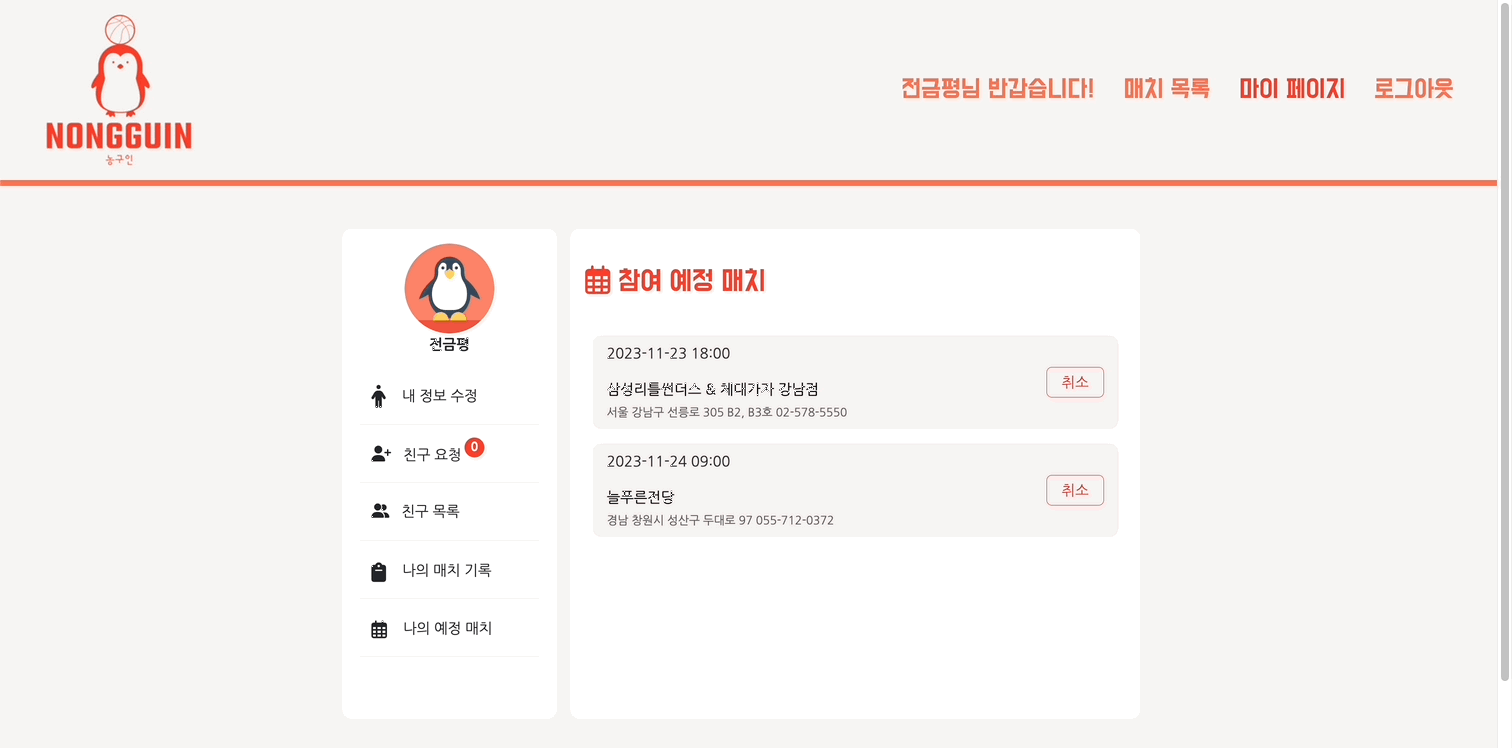 NONGGUIN
농구인
전금평님 반갑습니다! 매치 목록 마이 페이지 로그아웃
전금평
내 정보 수정
친구 요청 0
친구 목록
나의 매치 기록
나의 예정 매치
참여 예정 매치
2023-11-23 18:00
삼성리틀썬더스 & 체대가자 강남점
서울 강남구 선릉로 305 B2, B3호 02-578-5550
취소
2023-11-24 09:00
늘푸른전당
경남 창원시 성산구 두대로 97 055-712-0372
취소